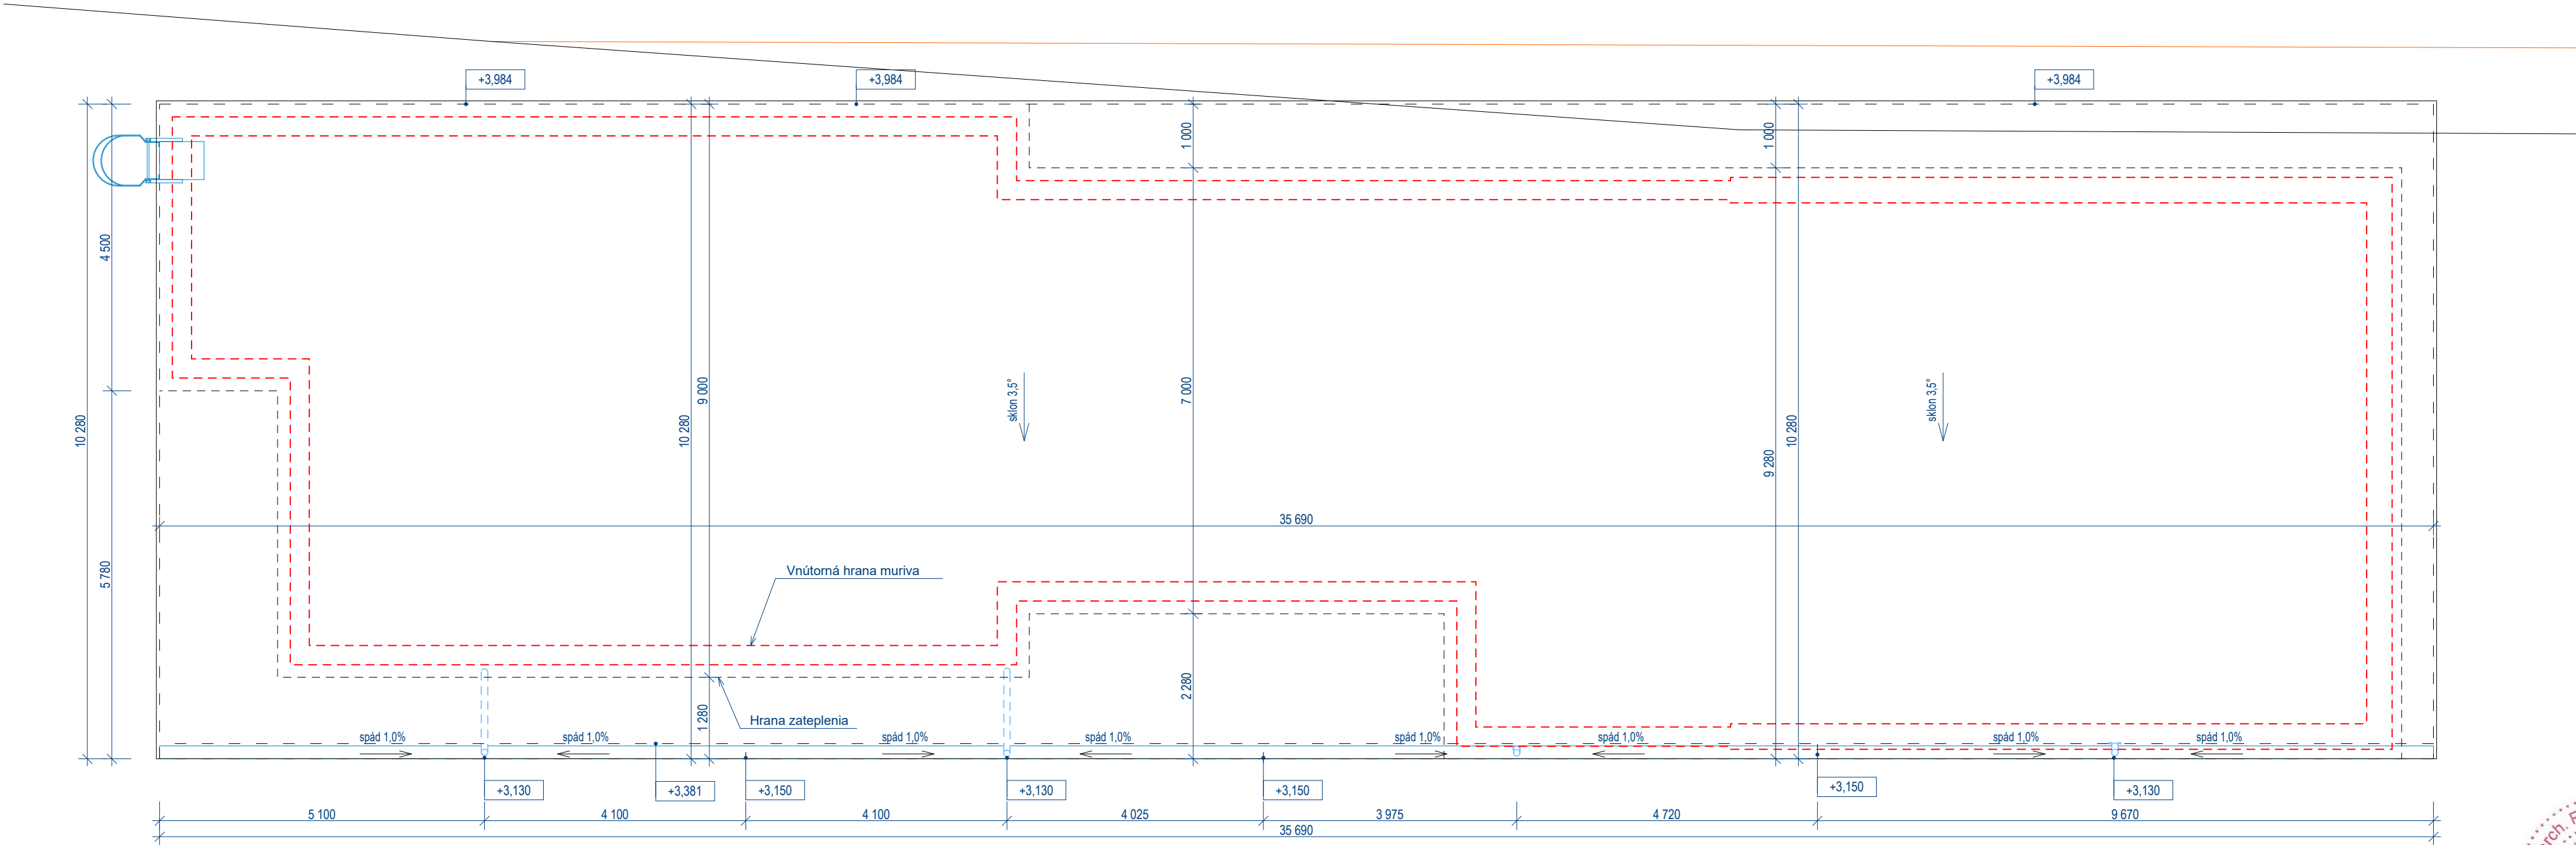 +3,984
+3,984
+3,984
1 000
1 000
4 500
10 280
5 780
10 280
9 000
7 000
9 280
10 280
sklon 3,5°
sklon 3,5°
35 690
Vnútorná hrana muriva
Hrana zateplenia
1 280
2 280
spád 1,0%
spád 1,0%
spád 1,0%
spád 1,0%
spád 1,0%
spád 1,0%
spád 1,0%
spád 1,0%
+3,130
+3,381
+3,150
+3,130
+3,150
+3,150
+3,130
5 100
4 100
4 100
4 025
3 975
4 720
9 670
35 690